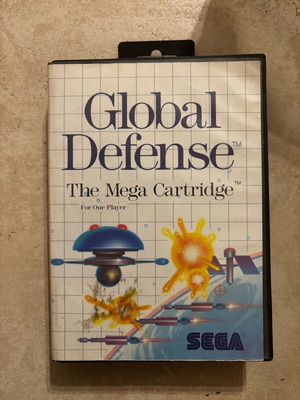 Global
Defense™
The Mega Cartridge™
For One Player
SEGA